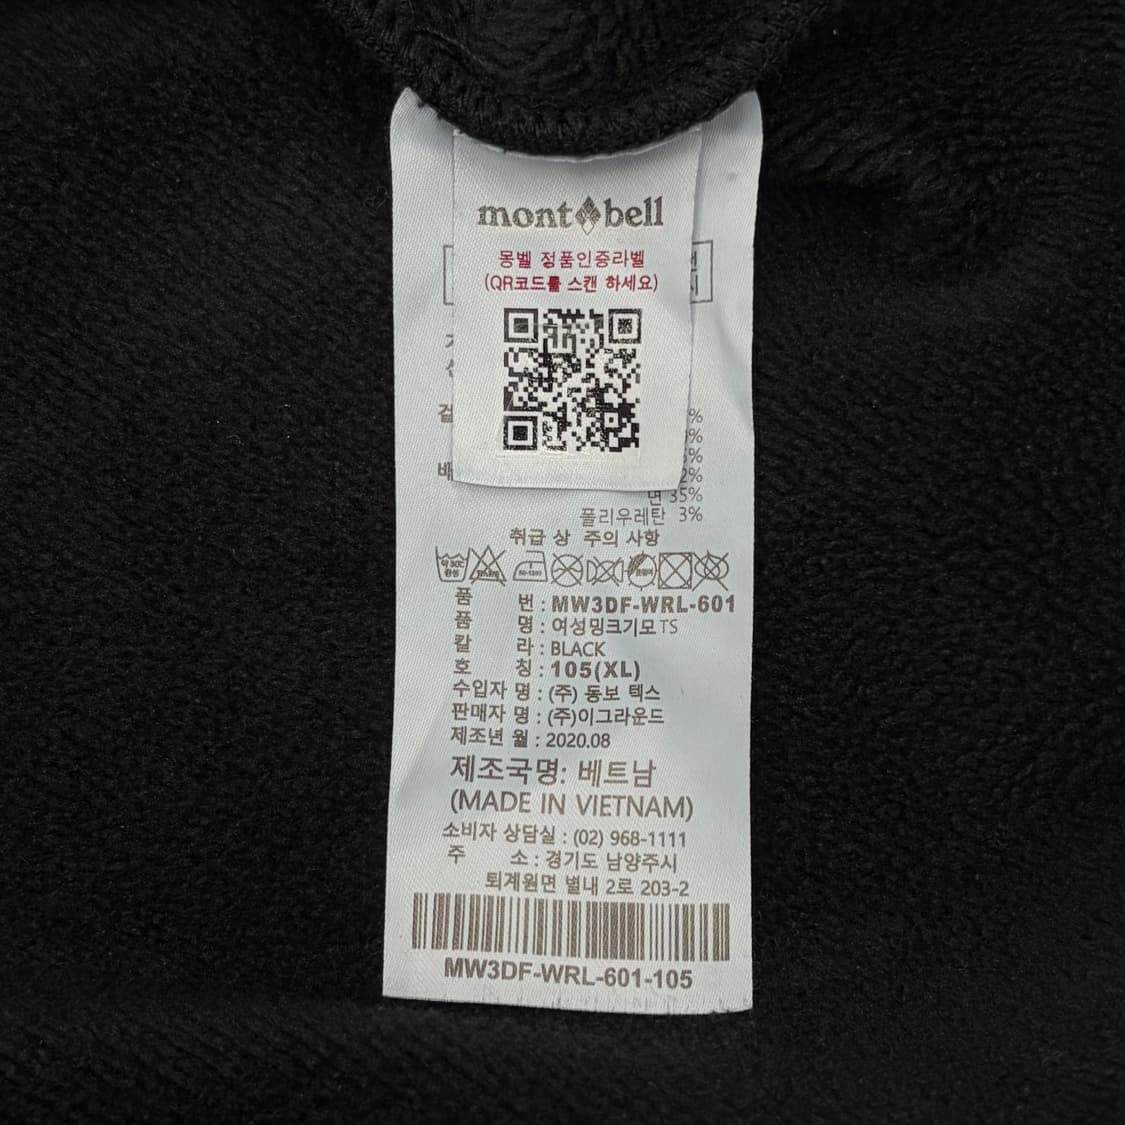 mont bell
몽벨 정품인증라벨
(QR코드를 스캔 하세요)
%
%
2%
면 35%
폴리우레탄 3%
취급 상 주의 사항
약 30℃
중성
품 번 : MW3DF-WRL-601
품 명 : 여성밍크기모 TS
칼 라 : BLACK
호 칭 : 105(XL)
수입자 명 : (주) 동보 텍스
판매자 명 : (주)이그라운드
제조년 월 : 2020.08
제조국명: 베트남
(MADE IN VIETNAM)
소비자 상담실 : (02) 968-1111
주 소 : 경기도 남양주시
퇴계원면 별내 2로 203-2
MW3DF-WRL-601-105